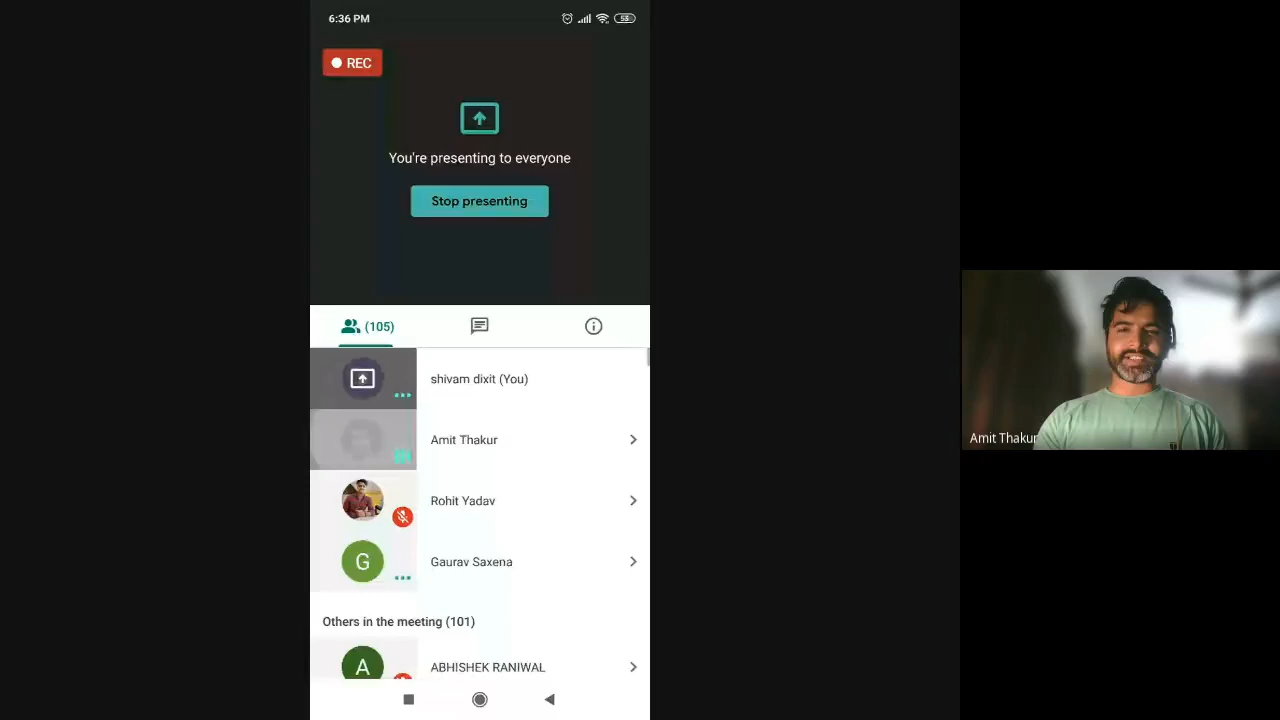 6:36 PM
53
REC
You're presenting to everyone
Stop presenting
(105)
shivam dixit (You)
Amit Thakur
Rohit Yadav
G
Gaurav Saxena
Others in the meeting (101)
A
ABHISHEK RANIWAL
Amit Thakur